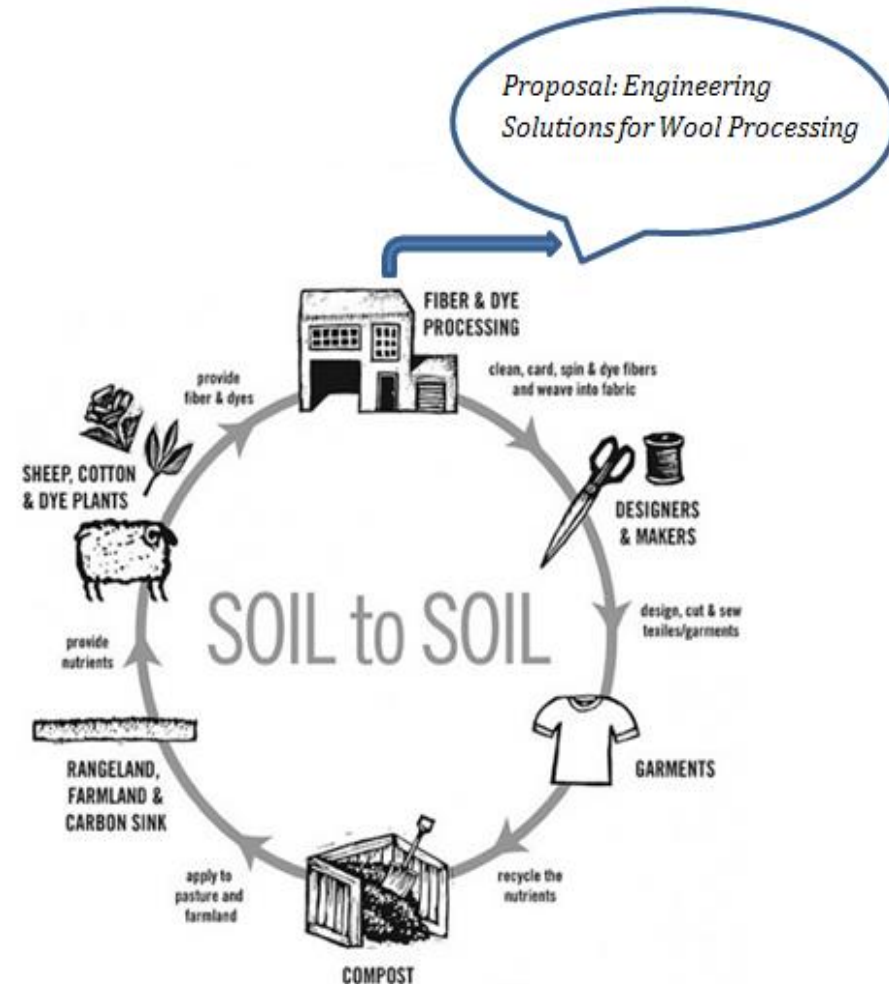 Proposal: Engineering
Solutions for Wool Processing
FIBER & DYE
PROCESSING
provide
fiber & dyes
clean, card, spin & dye fibers
and weave into fabric
SHEEP, COTTON
& DYE PLANTS
DESIGNERS
& MAKERS
SOIL to SOIL
provide
nutrients
design, cut & sew
texiles/garments
RANGELAND,
FARMLAND &
CARBON SINK
GARMENTS
apply to
pasture and
farmland
recycle the
nutrients
COMPOST